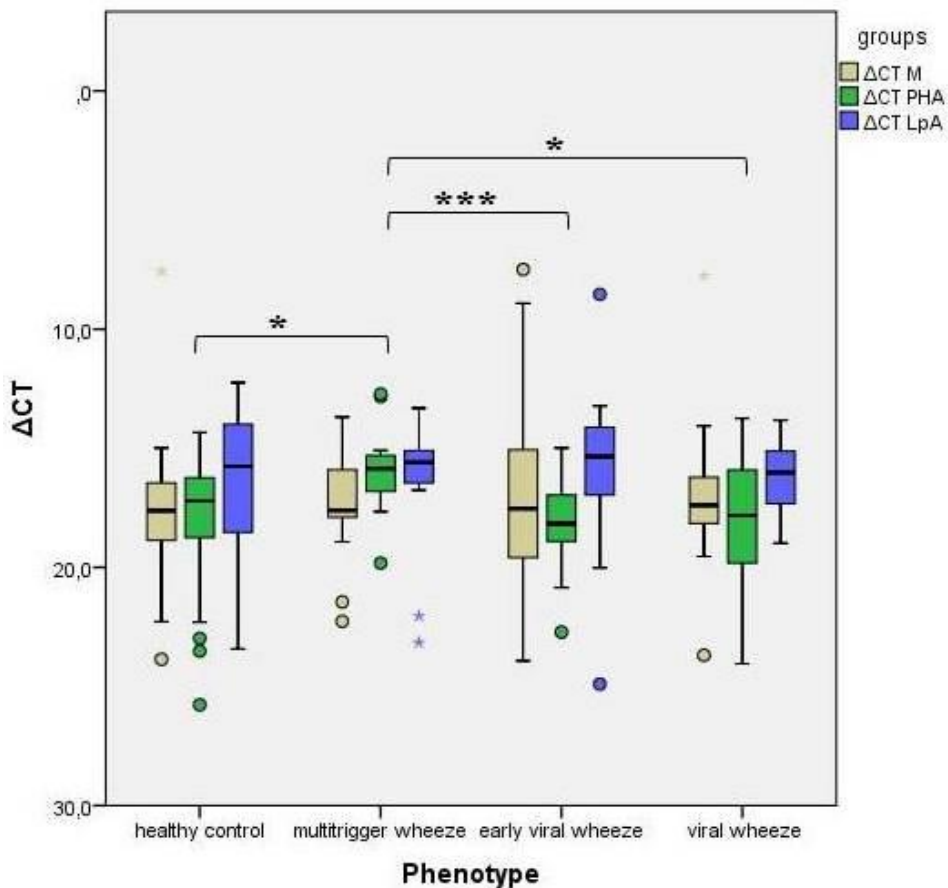 groups
ΔCT M
ΔCT PHA
ΔCT LpA
,0
10,0
20,0
30,0
ΔCT
*
***
*
healthy control
multitrigger wheeze
early viral wheeze
viral wheeze
Phenotype